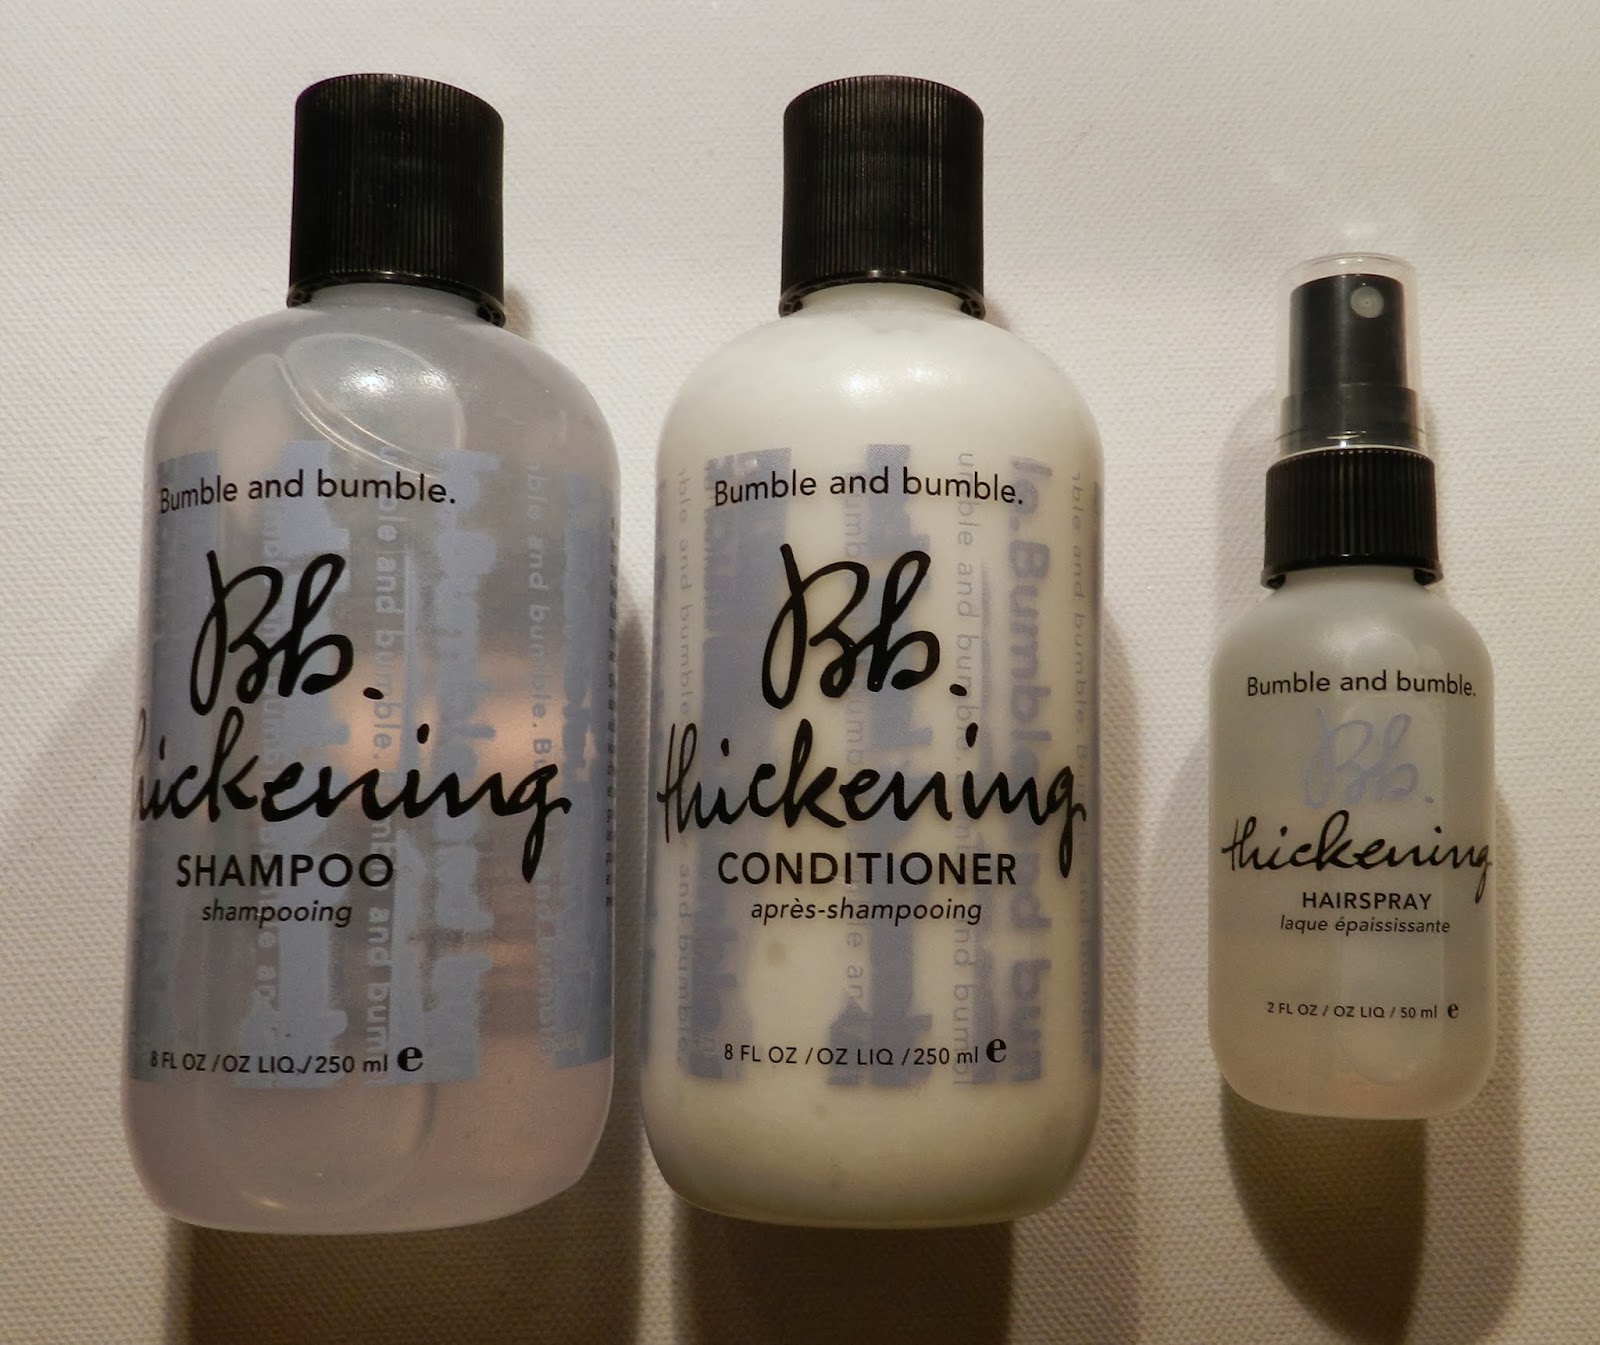 Bumble and bumble.
Bb.
thickening
SHAMPOO
shampooing
8 FL OZ / OZ LIQ. / 250 ml e
Bumble and bumble.
Bb.
thickening
CONDITIONER
après-shampooing
8 FL OZ / OZ LIQ / 250 ml e
Bumble and bumble.
Bb.
thickening
HAIRSPRAY
laque épaississante
2 FL OZ / OZ LIQ / 50 ml e